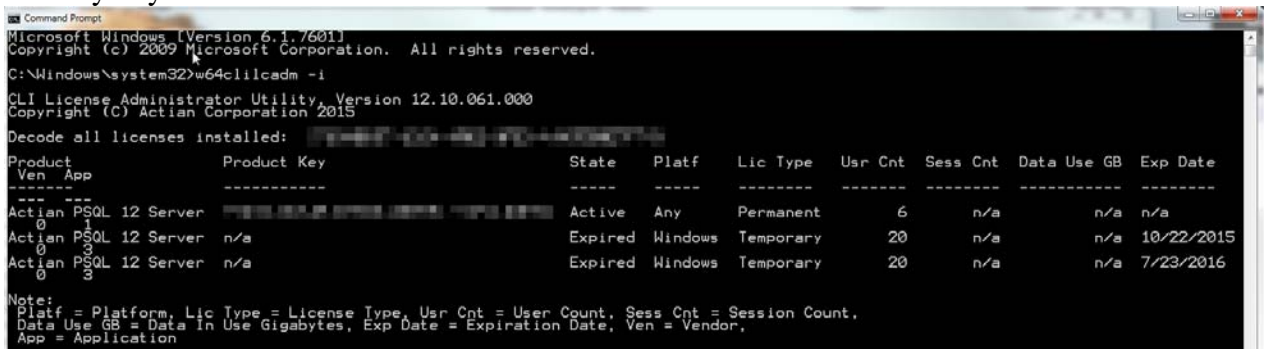 Command Prompt
Microsoft Windows [Version 6.1.7601]
Copyright (c) 2009 Microsoft Corporation.  All rights reserved.
C:\Windows\system32>w64clilcadm -i
CLI License Administrator Utility, Version 12.10.061.000
Copyright (C) Actian Corporation 2015
Decode all licenses installed:
Product Product Key State Platf Lic Type Usr Cnt Sess Cnt Data Use GB Exp Date
Ven App
------- ----------- ----- ----- -------- ------- -------- ----------- --------
--- ---
Actian PSQL 12 Server Active Any Permanent 6 n/a n/a n/a
0 1
Actian PSQL 12 Server n/a Expired Windows Temporary 20 n/a n/a 10/22/2015
0 3
Actian PSQL 12 Server n/a Expired Windows Temporary 20 n/a n/a 7/23/2016
0 3
Note:
Platf = Platform, Lic Type = License Type, Usr Cnt = User Count, Sess Cnt = Session Count,
Data Use GB = Data In Use Gigabytes, Exp Date = Expiration Date, Ven = Vendor,
App = Application